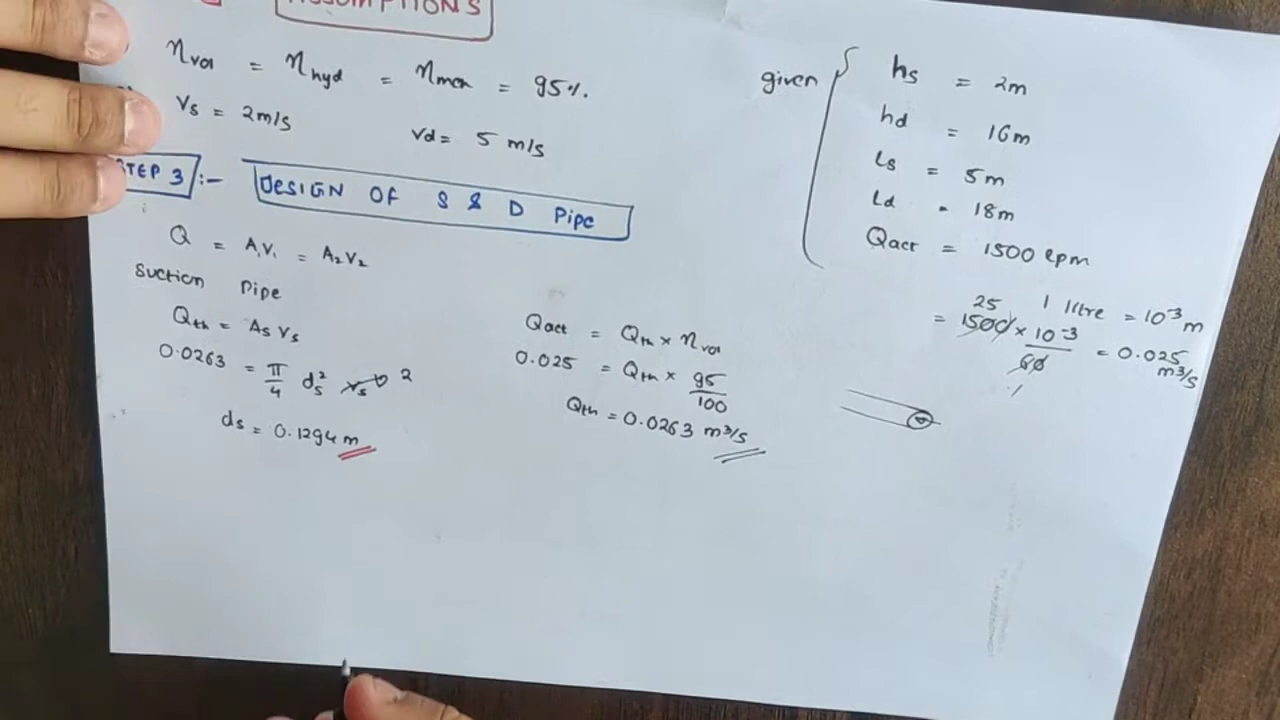 ASSUMPTIONS
ηvol = ηhyd = ηmen = 95%.
Vs = 2m/s
Vd = 5 m/s
STEP 3 :- DESIGN OF S & D Pipe
Q = A₁V₁ = A₂V₂
Suction Pipe
Qth = As Vs
0.0263 = π/4 ds² 2
ds = 0.1294 m
Qact = Qth × ηvol
0.025 = Qth × 95/100
Qth = 0.0263 m³/s
given
hs = 2m
hd = 16m
Ls = 5m
Ld = 18m
Qact = 1500 lpm
1 litre = 10⁻³ m
25
= 1500 × 10⁻³/60 = 0.025 m³/s
1